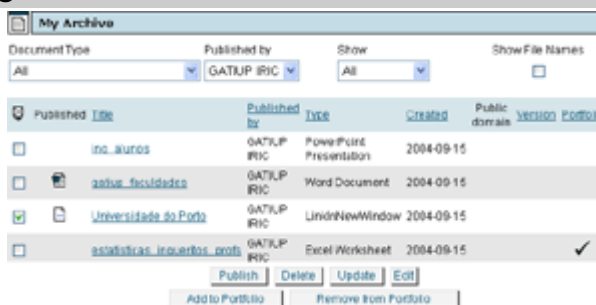 My Archive
Document Type Published by Show Show File Names
All GATIUP IRIC All
Published Title Published by Type Created Public domain Version Portfol
inq_alunos GATIUP IRIC PowerPoint Presentation 2004-09-15
gatiup_faculdades GATIUP IRIC Word Document 2004-09-15
Universidade do Porto GATIUP IRIC LinkInNewWindow 2004-09-15
estatisticas_inqueritos_profs GATIUP IRIC Excel Worksheet 2004-09-15
Publish Delete Update Edit
Add to Portfolio Remove from Portfolio